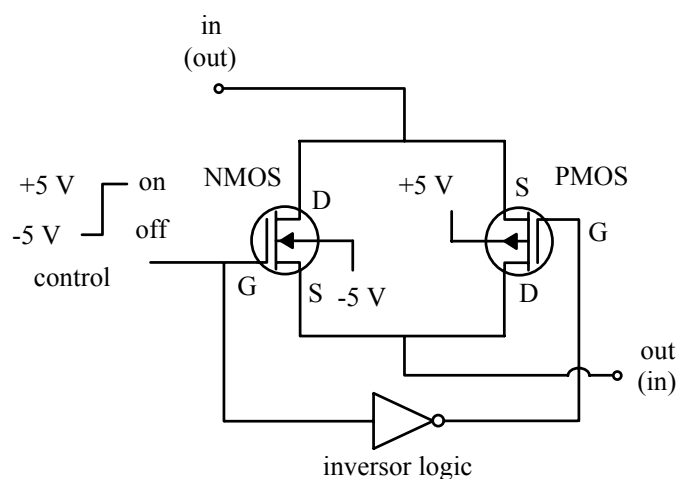 in
(out)
NMOS
PMOS
+5 V
on
-5 V
off
control
D
G
S
-5 V
+5 V
S
G
D
out
(in)
inversor logic